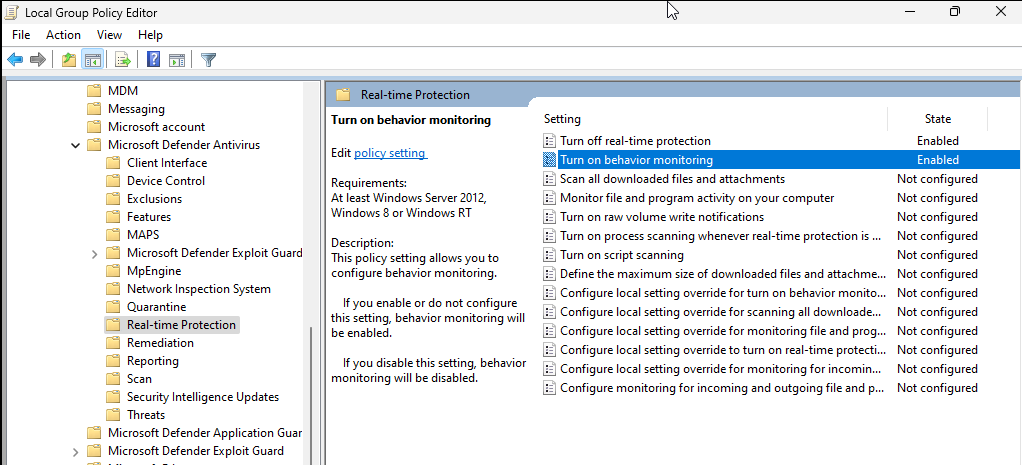 Local Group Policy Editor
File Action View Help
MDM
Messaging
Microsoft account
Microsoft Defender Antivirus
Client Interface
Device Control
Exclusions
Features
MAPS
Microsoft Defender Exploit Guard
MpEngine
Network Inspection System
Quarantine
Real-time Protection
Remediation
Reporting
Scan
Security Intelligence Updates
Threats
Microsoft Defender Application Guar
Microsoft Defender Exploit Guard
Real-time Protection
Turn on behavior monitoring
Edit policy setting
Requirements:
At least Windows Server 2012,
Windows 8 or Windows RT
Description:
This policy setting allows you to
configure behavior monitoring.
If you enable or do not configure
this setting, behavior monitoring will
be enabled.
If you disable this setting, behavior
monitoring will be disabled.
Setting State
Turn off real-time protection Enabled
Turn on behavior monitoring Enabled
Scan all downloaded files and attachments Not configured
Monitor file and program activity on your computer Not configured
Turn on raw volume write notifications Not configured
Turn on process scanning whenever real-time protection is ... Not configured
Turn on script scanning Not configured
Define the maximum size of downloaded files and attachme... Not configured
Configure local setting override for turn on behavior monito... Not configured
Configure local setting override for scanning all downloade... Not configured
Configure local setting override for monitoring file and prog... Not configured
Configure local setting override to turn on real-time protecti... Not configured
Configure local setting override for monitoring for incomin... Not configured
Configure monitoring for incoming and outgoing file and p... Not configured